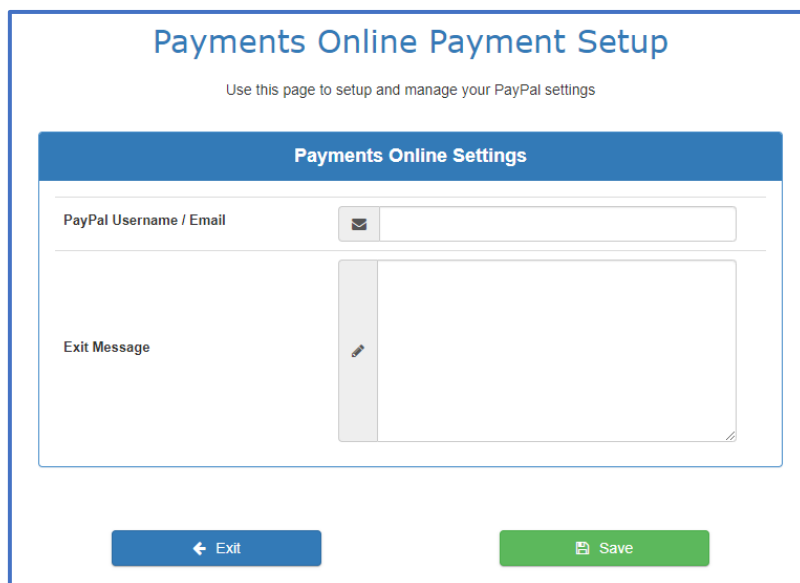 Payments Online Payment Setup
Use this page to setup and manage your PayPal settings
Payments Online Settings
PayPal Username / Email
Exit Message
Exit
Save